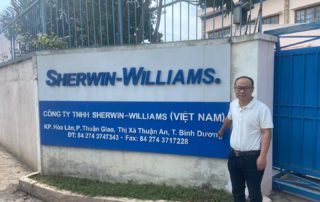 SHERWIN-WILLIAMS.
CÔNG TY TNHH SHERWIN-WILLIAMS (VIỆT NAM)
KP. Hòa Lân, P. Thuận Giao, Thị Xã Thuận An, T. Bình Dương
ĐT: 84 274 3747343 - Fax: 84 274 3717228